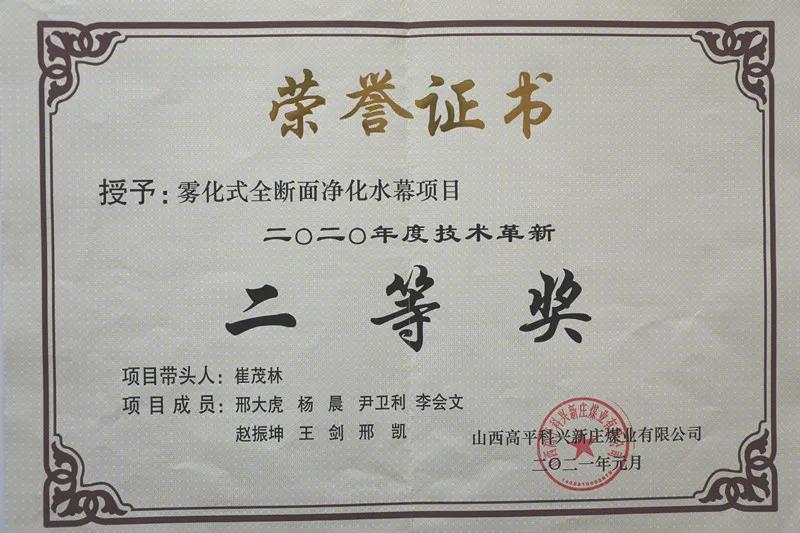 荣誉证书
授予：雾化式全断面净化水幕项目
二〇二〇年度技术革新
二等奖
项目带头人：崔茂林
项目成员：邢大虎 杨晨 尹卫利 李会文
赵振坤 王剑 邢凯
山西高平科兴新庄煤业有限公司
二〇二一年元月